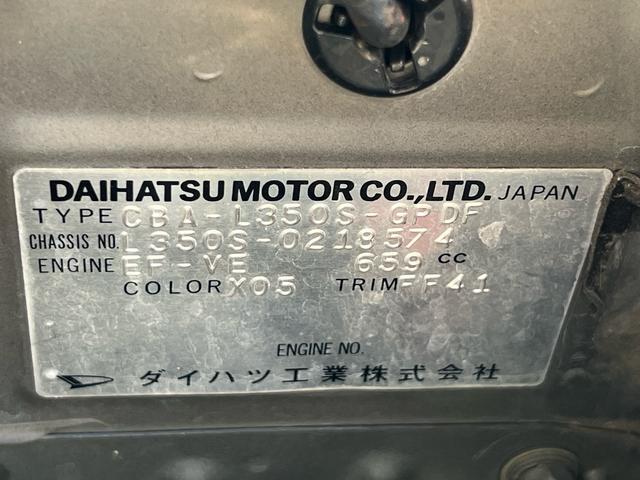 DAIHATSU MOTOR CO.,LTD. JAPAN
TYPE CBA-L350S-GPDF
CHASSIS NO. L350S-0218574
ENGINE EF-VE 659 CC
COLOR X05 TRIM FF41
ENGINE NO.
ダイハツ工業株式会社